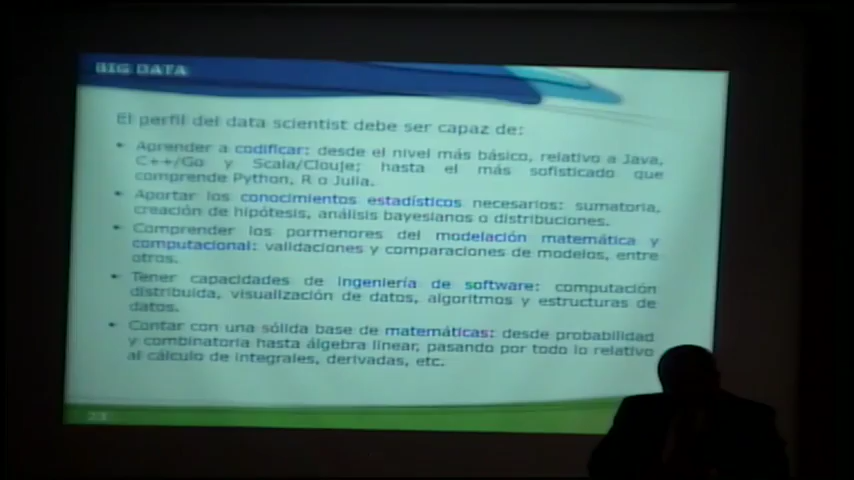 BIG DATA
El perfil del data scientist debe ser capaz de:
• Aprender a codificar: desde el nivel más básico, relativo a Java,
C++/Go y Scala/Clouje; hasta el más sofisticado que
comprende Python, R o Julia.
• Aportar los conocimientos estadísticos necesarios: sumatoria,
creación de hipótesis, análisis bayesianos o distribuciones.
• Comprender los pormenores del modelación matemática y
computacional: validaciones y comparaciones de modelos, entre
otros.
• Tener capacidades de ingeniería de software: computación
distribuida, visualización de datos, algoritmos y estructuras de
datos.
• Contar con una sólida base de matemáticas: desde probabilidad
y combinatoria hasta álgebra linear, pasando por todo lo relativo
al cálculo de integrales, derivadas, etc.